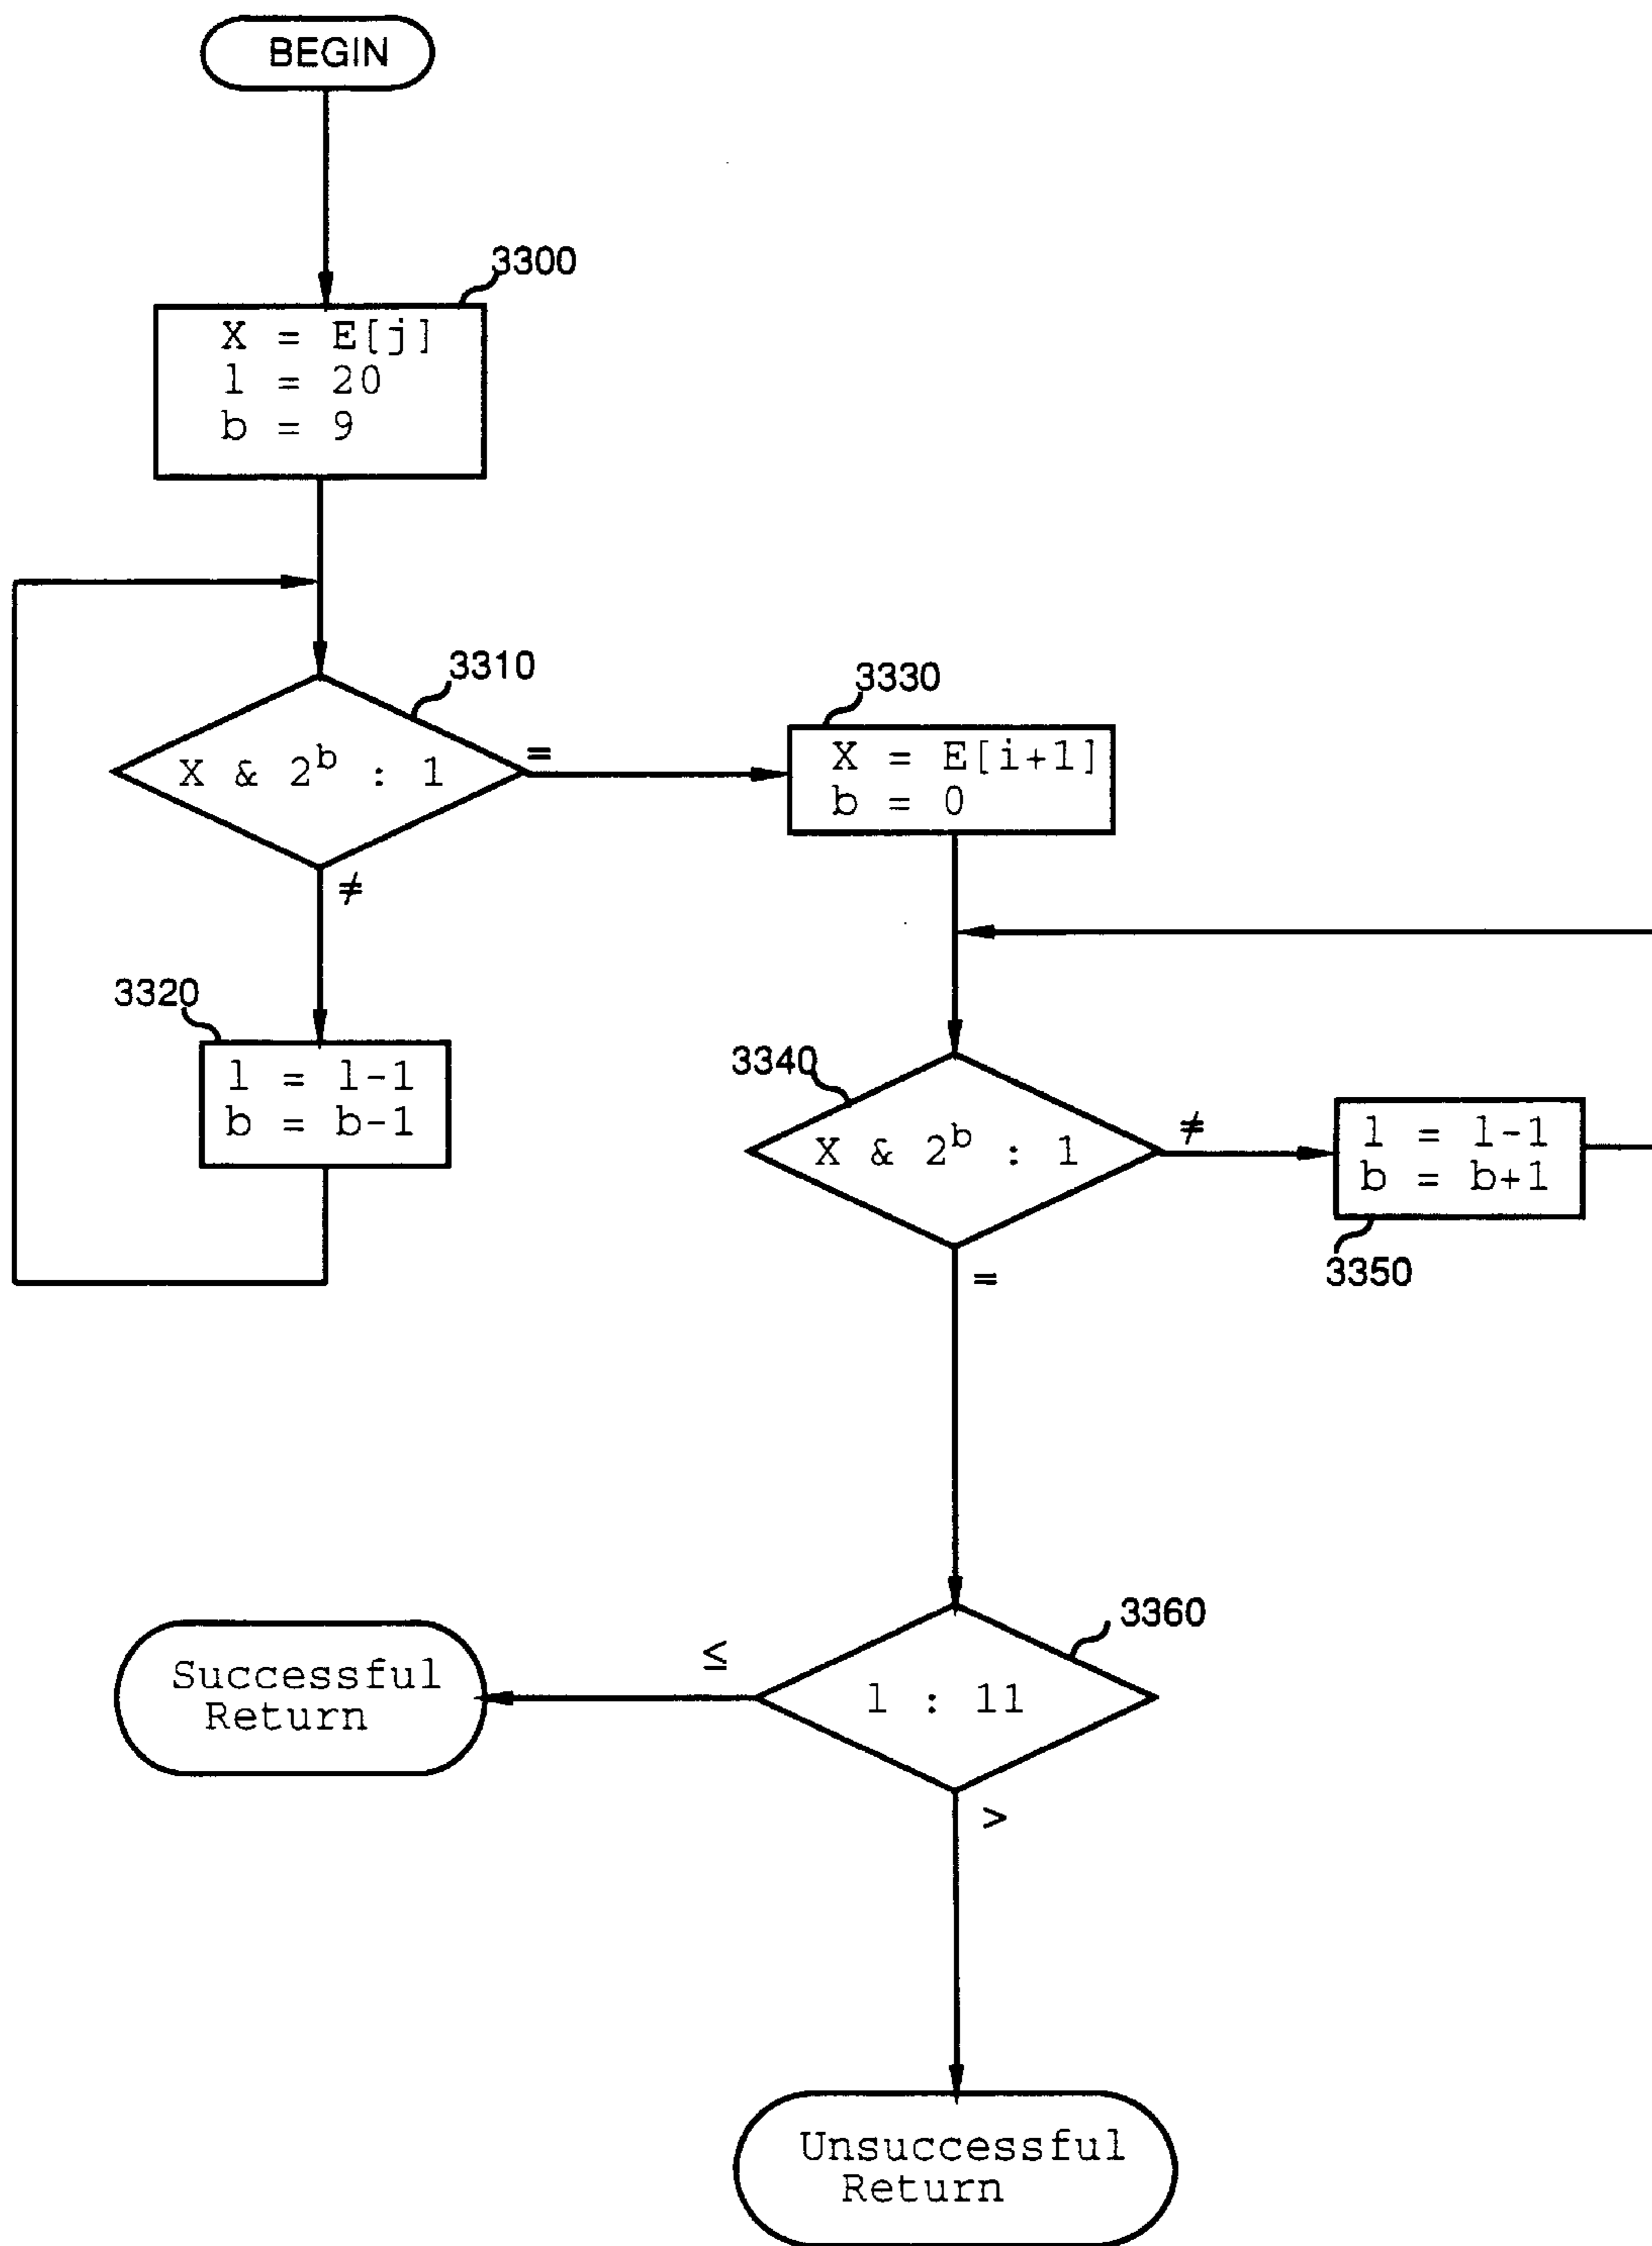 BEGIN
3300
X = E[j]
l = 20
b = 9
3310
X & 2^b : 1
=
≠
3320
l = l-1
b = b-1
3330
X = E[i+1]
b = 0
3340
X & 2^b : 1
≠
=
l = l-1
b = b+1
3350
3360
l : 11
≤
>
Successful
Return
Unsuccessful
Return